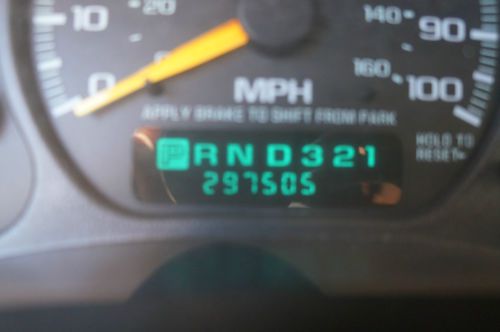 10 20 140 90
0 160 100
MPH
APPLY BRAKE TO SHIFT FROM PARK
HOLD TO
RESET
P R N D 3 2 1
297505